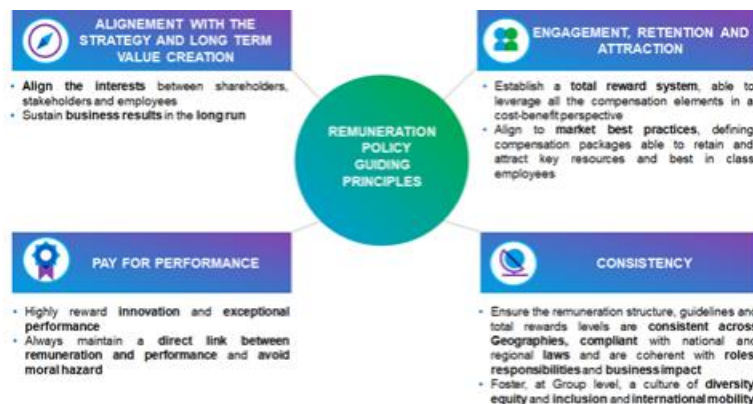 ALIGNEMENT WITH THE
STRATEGY AND LONG TERM
VALUE CREATION
• Align the interests between shareholders,
stakeholders and employees
• Sustain business results in the long run
ENGAGEMENT, RETENTION AND
ATTRACTION
• Establish a total reward system, able to
leverage all the compensation elements in a
cost-benefit perspective
• Align to market best practices, defining
compensation packages able to retain and
attract key resources and best in class
employees
REMUNERATION
POLICY
GUIDING
PRINCIPLES
PAY FOR PERFORMANCE
• Highly reward innovation and exceptional
performance
• Always maintain a direct link between
remuneration and performance and avoid
moral hazard
CONSISTENCY
• Ensure the remuneration structure, guidelines and
total rewards levels are consistent across
Geographies, compliant with national and
regional laws and are coherent with roles
responsibilities and business impact
• Foster, at Group level, a culture of diversity
equity and inclusion and international mobility